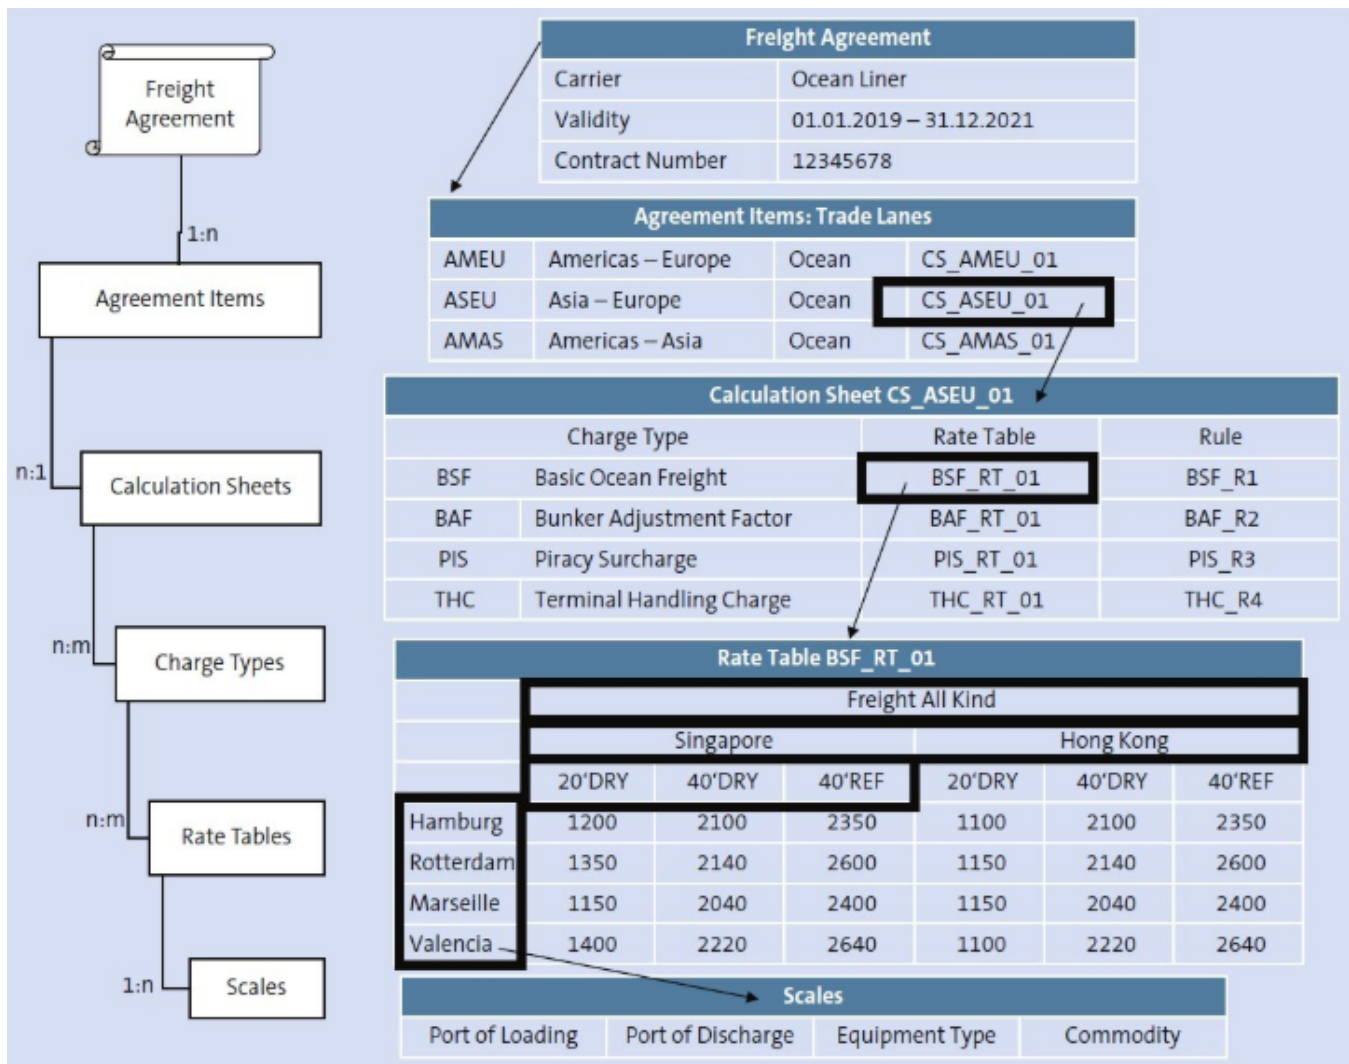 Freight
Agreement
1:n
Agreement Items
n:1
Calculation Sheets
n:m
Charge Types
n:m
Rate Tables
1:n
Scales
Freight Agreement
Carrier Ocean Liner
Validity 01.01.2019 – 31.12.2021
Contract Number 12345678
Agreement Items: Trade Lanes
AMEU Americas – Europe Ocean CS_AMEU_01
ASEU Asia – Europe Ocean CS_ASEU_01
AMAS Americas – Asia Ocean CS_AMAS_01
Calculation Sheet CS_ASEU_01
Charge Type Rate Table Rule
BSF Basic Ocean Freight BSF_RT_01 BSF_R1
BAF Bunker Adjustment Factor BAF_RT_01 BAF_R2
PIS Piracy Surcharge PIS_RT_01 PIS_R3
THC Terminal Handling Charge THC_RT_01 THC_R4
Rate Table BSF_RT_01
Freight All Kind
Singapore Hong Kong
20‘DRY 40‘DRY 40‘REF 20‘DRY 40‘DRY 40‘REF
Hamburg 1200 2100 2350 1100 2100 2350
Rotterdam 1350 2140 2600 1150 2140 2600
Marseille 1150 2040 2400 1150 2040 2400
Valencia 1400 2220 2640 1100 2220 2640
Scales
Port of Loading Port of Discharge Equipment Type Commodity